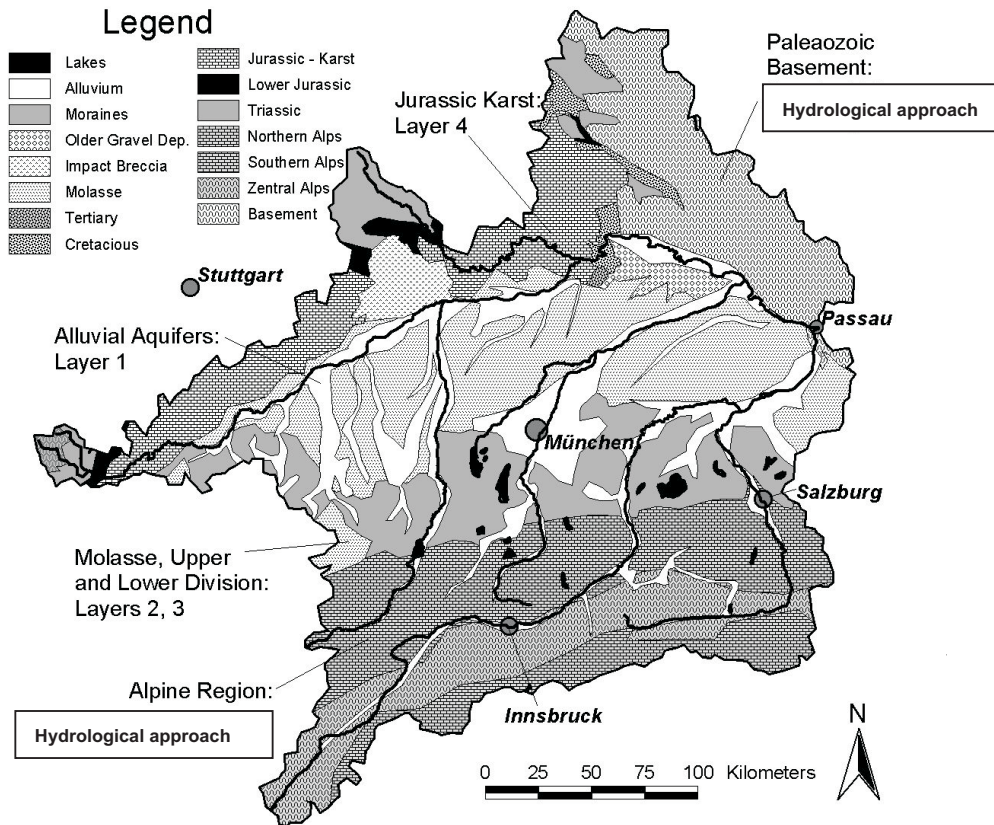 Legend
Lakes
Alluvium
Moraines
Older Gravel Dep.
Impact Breccia
Molasse
Tertiary
Cretacious
Jurassic - Karst
Lower Jurassic
Triassic
Northern Alps
Southern Alps
Zentral Alps
Basement
Paleaozoic
Basement:
Hydrological approach
Jurassic Karst:
Layer 4
Stuttgart
Alluvial Aquifers:
Layer 1
Passau
München
Salzburg
Molasse, Upper
and Lower Division:
Layers 2, 3
Alpine Region:
Hydrological approach
Innsbruck
N
0 25 50 75 100 Kilometers